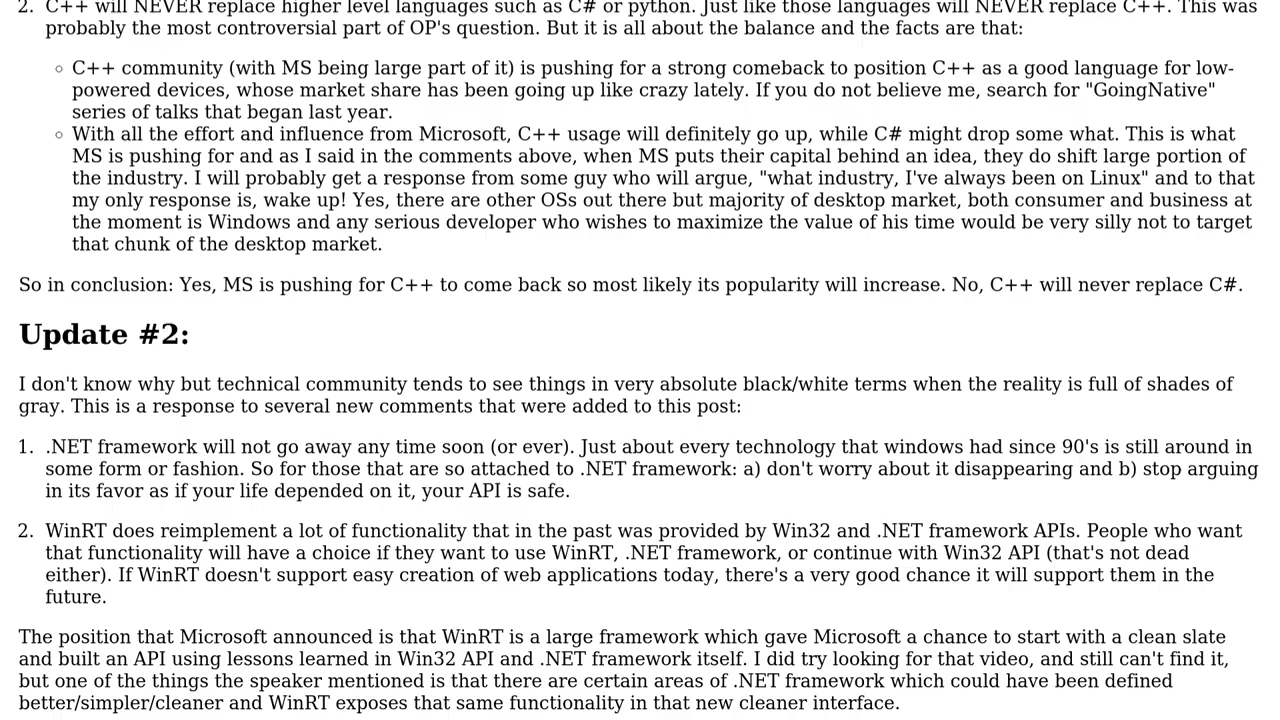 2. C++ will NEVER replace higher level languages such as C# or python. Just like those languages will NEVER replace C++. This was
probably the most controversial part of OP's question. But it is all about the balance and the facts are that:
◦ C++ community (with MS being large part of it) is pushing for a strong comeback to position C++ as a good language for low-
powered devices, whose market share has been going up like crazy lately. If you do not believe me, search for "GoingNative"
series of talks that began last year.
◦ With all the effort and influence from Microsoft, C++ usage will definitely go up, while C# might drop some what. This is what
MS is pushing for and as I said in the comments above, when MS puts their capital behind an idea, they do shift large portion of
the industry. I will probably get a response from some guy who will argue, "what industry, I've always been on Linux" and to that
my only response is, wake up! Yes, there are other OSs out there but majority of desktop market, both consumer and business at
the moment is Windows and any serious developer who wishes to maximize the value of his time would be very silly not to target
that chunk of the desktop market.
So in conclusion: Yes, MS is pushing for C++ to come back so most likely its popularity will increase. No, C++ will never replace C#.
Update #2:
I don't know why but technical community tends to see things in very absolute black/white terms when the reality is full of shades of
gray. This is a response to several new comments that were added to this post:
1. .NET framework will not go away any time soon (or ever). Just about every technology that windows had since 90's is still around in
some form or fashion. So for those that are so attached to .NET framework: a) don't worry about it disappearing and b) stop arguing
in its favor as if your life depended on it, your API is safe.
2. WinRT does reimplement a lot of functionality that in the past was provided by Win32 and .NET framework APIs. People who want
that functionality will have a choice if they want to use WinRT, .NET framework, or continue with Win32 API (that's not dead
either). If WinRT doesn't support easy creation of web applications today, there's a very good chance it will support them in the
future.
The position that Microsoft announced is that WinRT is a large framework which gave Microsoft a chance to start with a clean slate
and built an API using lessons learned in Win32 API and .NET framework itself. I did try looking for that video, and still can't find it,
but one of the things the speaker mentioned is that there are certain areas of .NET framework which could have been defined
better/simpler/cleaner and WinRT exposes that same functionality in that new cleaner interface.